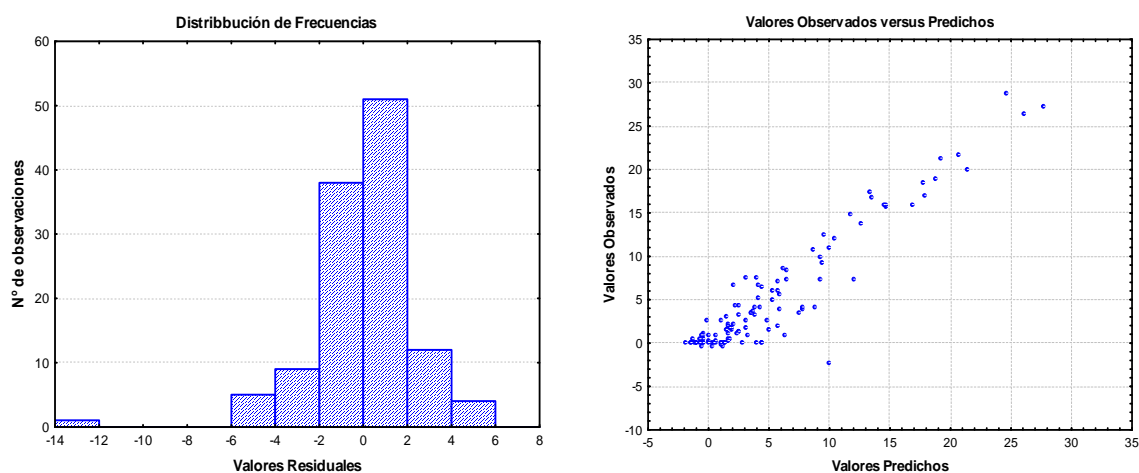 Distribbución de Frecuencias
60
50
40
30
20
10
0
-14 -12 -10 -8 -6 -4 -2 0 2 4 6 8
N° de observaciones
Valores Residuales
Valores Observados versus Predichos
35
30
25
20
15
10
5
0
-5
-10
-5 0 5 10 15 20 25 30 35
Valores Observados
Valores Predichos